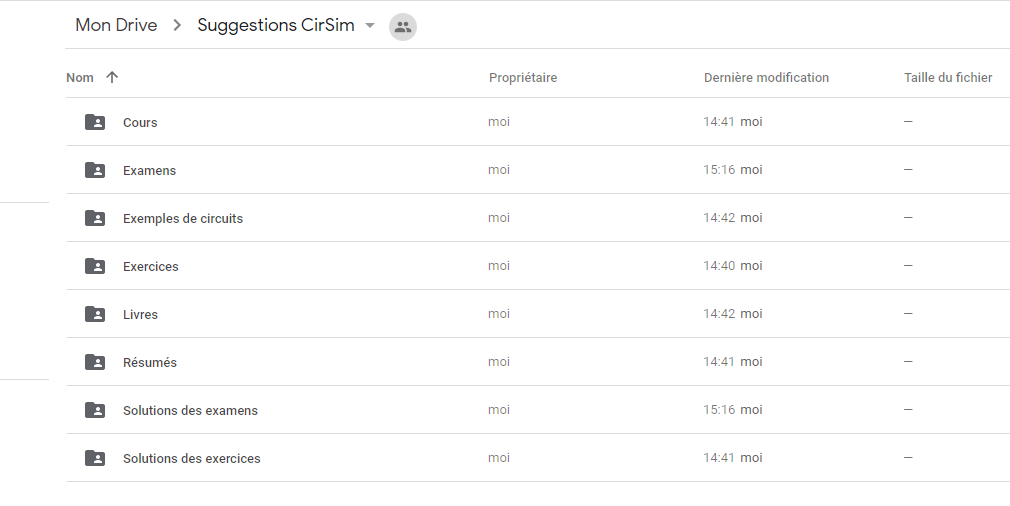 Mon Drive > Suggestions CirSim
Nom Propriétaire Dernière modification Taille du fichier
Cours moi 14:41 moi —
Examens moi 15:16 moi —
Exemples de circuits moi 14:42 moi —
Exercices moi 14:40 moi —
Livres moi 14:42 moi —
Résumés moi 14:41 moi —
Solutions des examens moi 15:16 moi —
Solutions des exercices moi 14:41 moi —